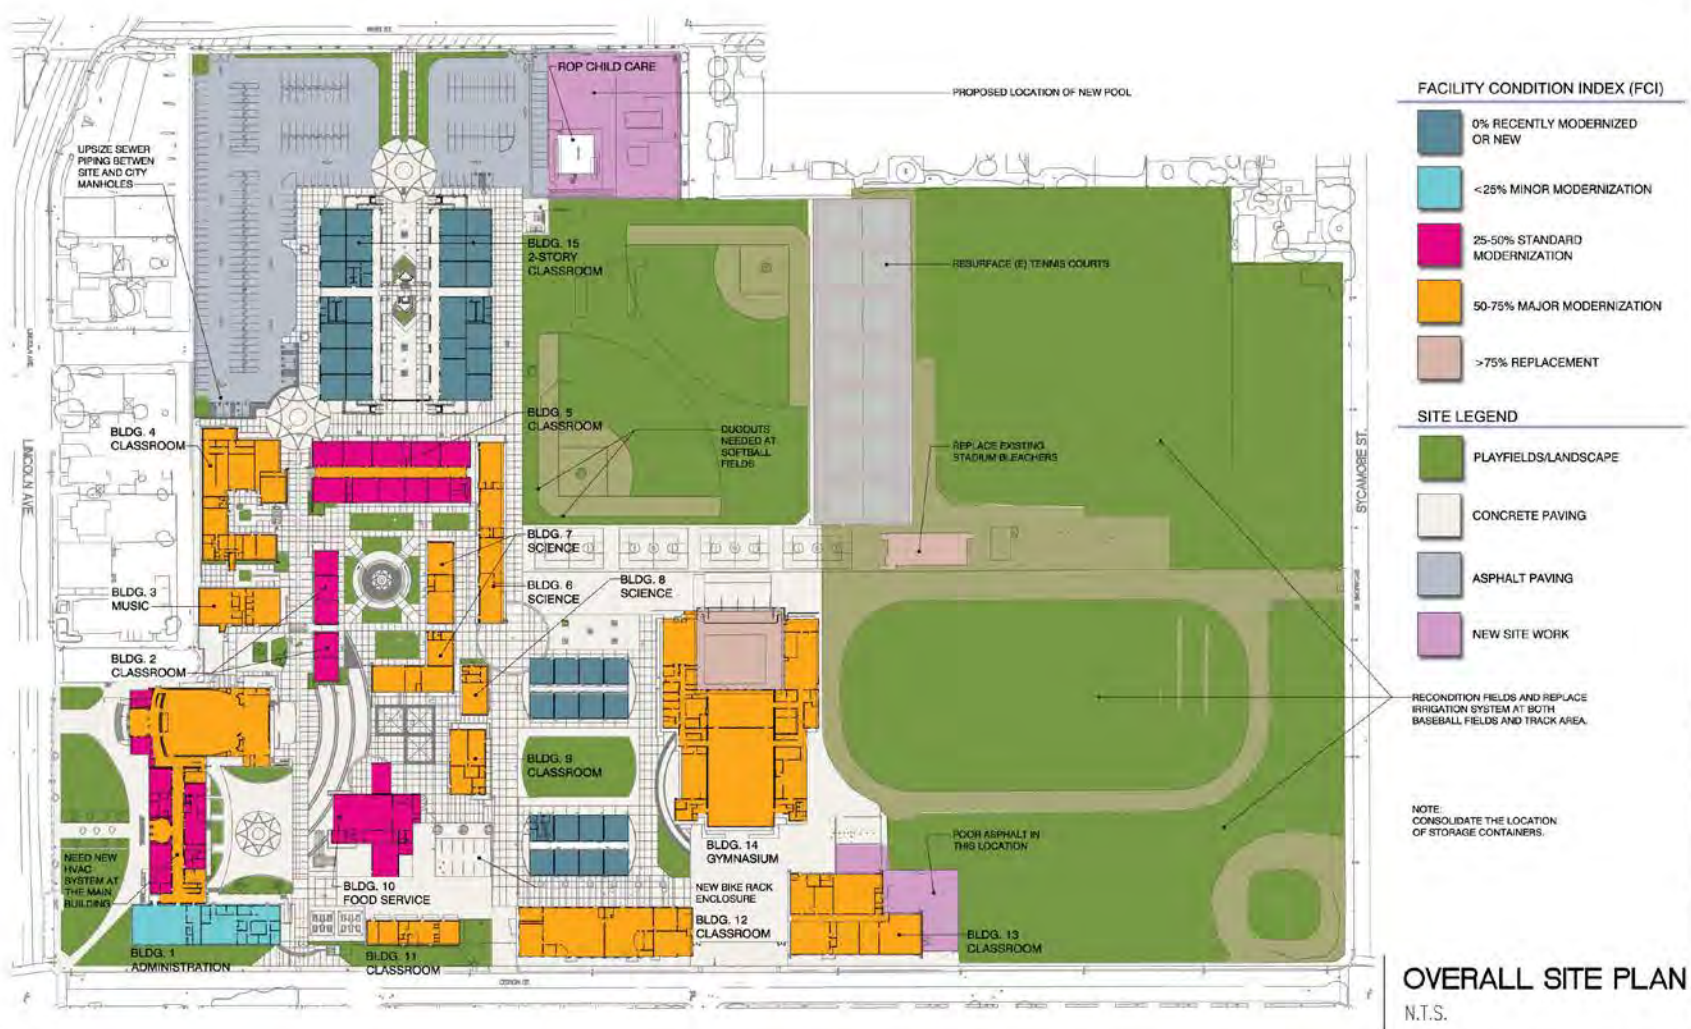 ROP CHILD CARE
PROPOSED LOCATION OF NEW POOL
UPSIZE SEWER
PIPING BETWEN
SITE AND CITY
MANHOLES
BLDG. 15
2-STORY
CLASSROOM
RESURFACE (E) TENNIS COURTS
BLDG. 5
CLASSROOM
BLDG. 4
CLASSROOM
DUGOUTS
NEEDED AT
SOFTBALL
FIELDS
REPLACE EXISTING
STADIUM BLEACHERS
LINCOLN AVE
SYCAMORE ST.
BLDG. 7
SCIENCE
BLDG. 6
SCIENCE
BLDG. 8
SCIENCE
BLDG. 3
MUSIC
BLDG. 2
CLASSROOM
BLDG. 9
CLASSROOM
NEED NEW
HVAC
SYSTEM AT
THE MAIN
BUILDING
BLDG. 10
FOOD SERVICE
BLDG. 14
GYMNASIUM
POOR ASPHALT IN
THIS LOCATION
NEW BIKE RACK
ENCLOSURE
BLDG. 12
CLASSROOM
BLDG. 13
CLASSROOM
BLDG. 1
ADMINISTRATION
BLDG. 11
CLASSROOM
FACILITY CONDITION INDEX (FCI)
0% RECENTLY MODERNIZED
OR NEW
<25% MINOR MODERNIZATION
25-50% STANDARD
MODERNIZATION
50-75% MAJOR MODERNIZATION
>75% REPLACEMENT
SITE LEGEND
PLAYFIELDS/LANDSCAPE
CONCRETE PAVING
ASPHALT PAVING
NEW SITE WORK
RECONDITION FIELDS AND REPLACE
IRRIGATION SYSTEM AT BOTH
BASEBALL FIELDS AND TRACK AREA.
NOTE:
CONSOLIDATE THE LOCATION
OF STORAGE CONTAINERS.
OVERALL SITE PLAN
N.T.S.